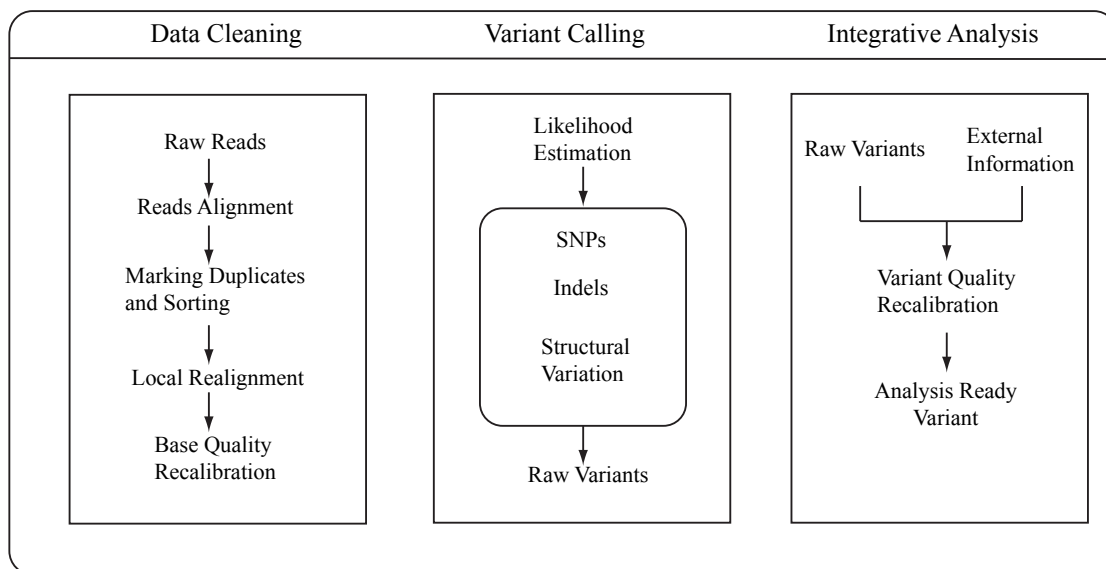 Data Cleaning
Variant Calling
Integrative Analysis
Raw Reads
Reads Alignment
Marking Duplicates
and Sorting
Local Realignment
Base Quality
Recalibration
Likelihood
Estimation
SNPs
Indels
Structural
Variation
Raw Variants
Raw Variants
External
Information
Variant Quality
Recalibration
Analysis Ready
Variant